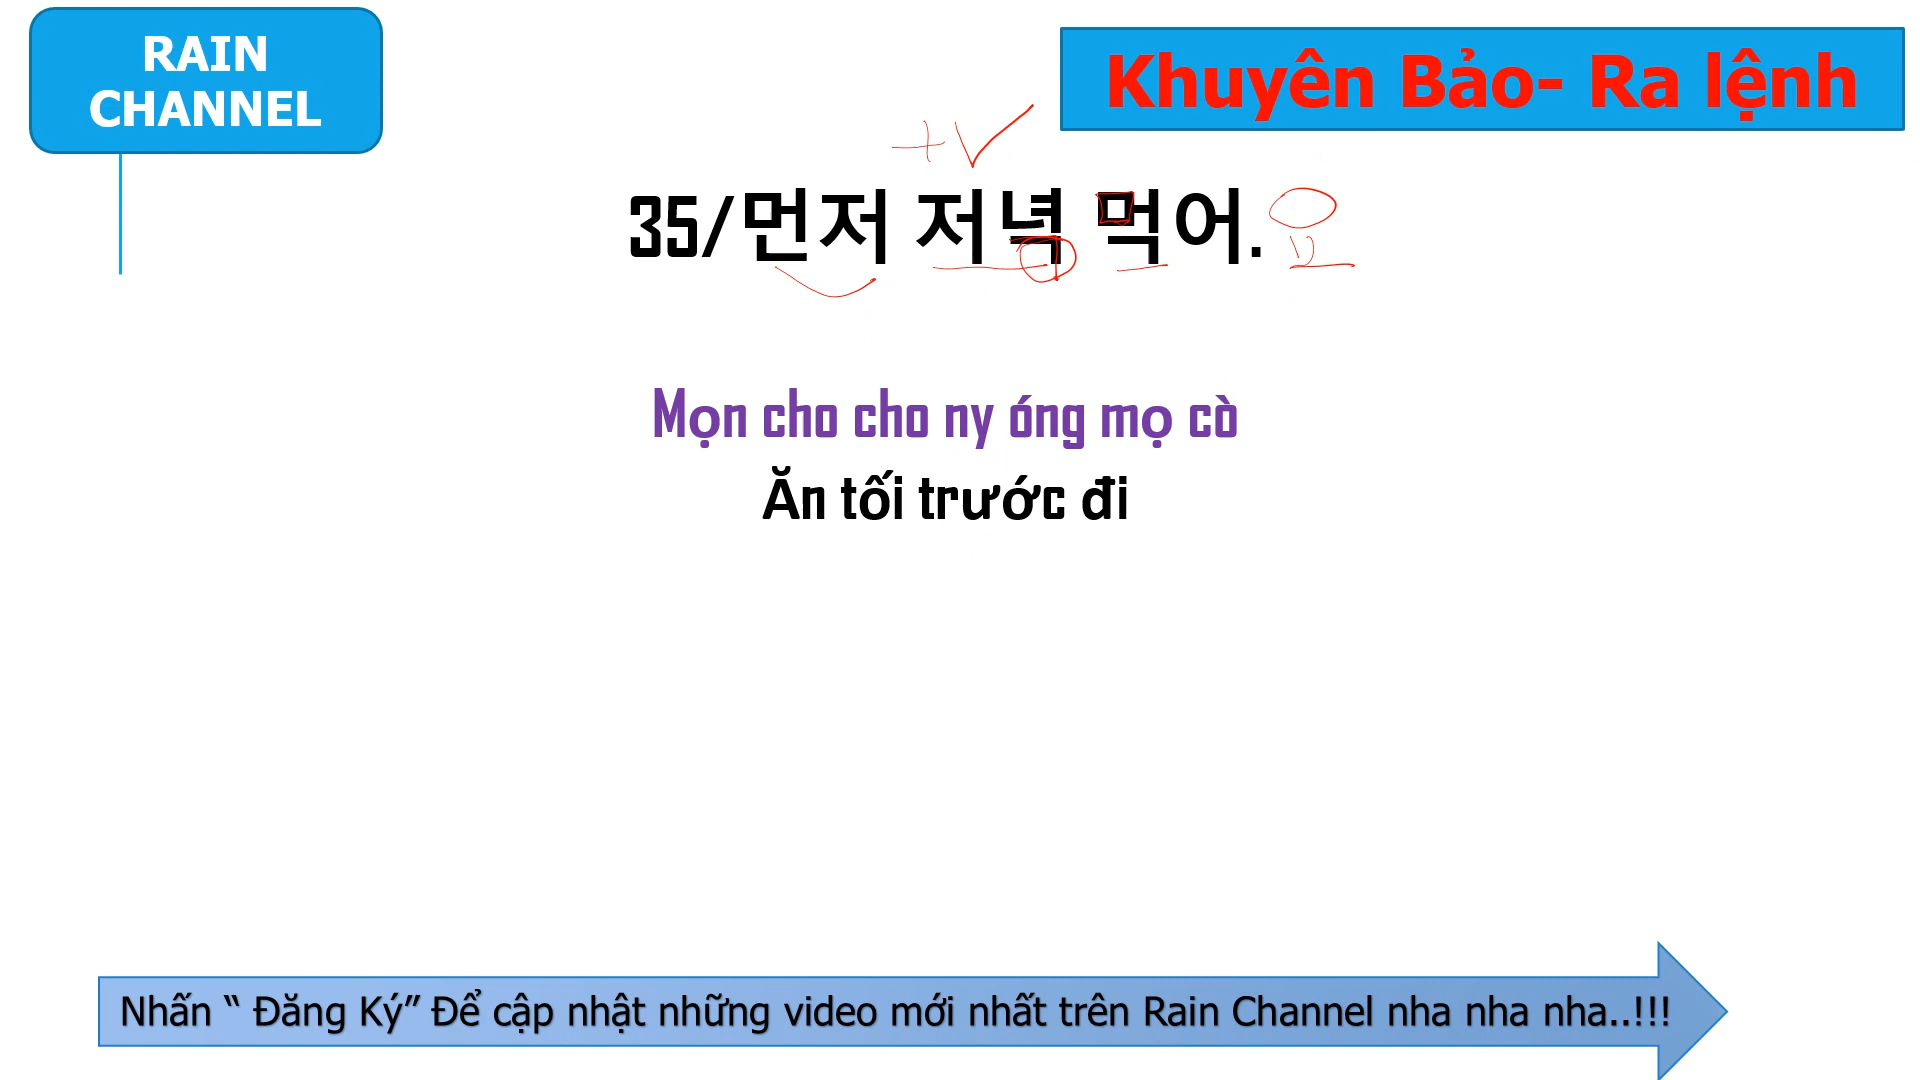 RAIN
CHANNEL
Khuyên Bảo- Ra lệnh
+
35/먼저 저녁 먹어. 요
Mọn cho cho ny óng mọ cò
Ăn tối trước đi
Nhấn “ Đăng Ký” Để cập nhật những video mới nhất trên Rain Channel nha nha nha..!!!